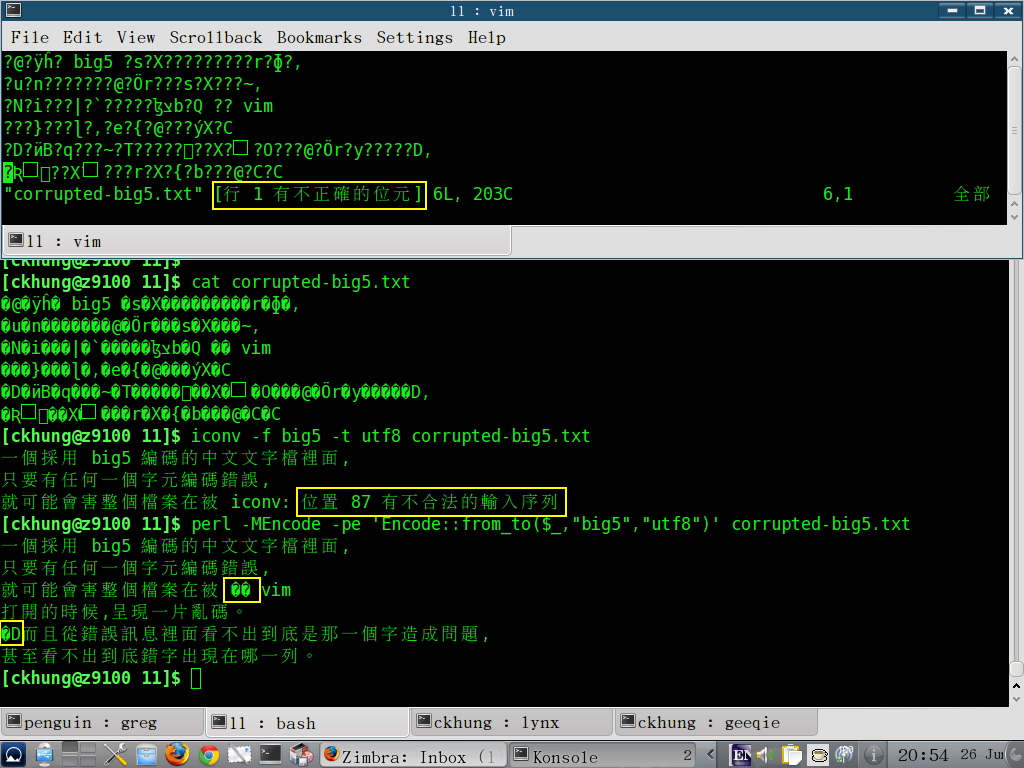 ll : vim
File Edit View Scrollback Bookmarks Settings Help
?@?ÿĥ? big5 ?s?X?????????r?ф?,
?u?n???????@?Ör???s?X???~,
?N?i???|?`????? b?Q ?? vim
???}???ɭ?,?e?{?@???ýX?C
?D?ӥB?q???~?T????? ??X? ?O???@?Ör?y?????D,
??X ???r?X?{?b???@?C?C
"corrupted-big5.txt" [行 1 有不正確的位元] 6L, 203C 6,1 全部
ll : vim
[ckhung@z9100 11]$
[ckhung@z9100 11]$ cat corrupted-big5.txt
�@�ÿĥ� big5 �s�X���������r�ф�,
�u�n�������@�Ör���s�X���~,
�N�i���|�`����� b�Q �� vim
���}���ɭ�,�e�{�@���ýX�C
�D�ӥB�q���~�T����� ��X� �O���@�Ör�y�����D,
��X ���r�X�{�b���@�C�C
[ckhung@z9100 11]$ iconv -f big5 -t utf8 corrupted-big5.txt
一個採用 big5 編碼的中文文字檔裡面,
只要有任何一個字元編碼錯誤,
就可能會害整個檔案在被 iconv: 位置 87 有不合法的輸入序列
[ckhung@z9100 11]$ perl -MEncode -pe 'Encode::from_to($_,"big5","utf8")' corrupted-big5.txt
一個採用 big5 編碼的中文文字檔裡面,
只要有任何一個字元編碼錯誤,
就可能會害整個檔案在被 �� vim
打開的時候,呈現一片亂碼。
�D而且從錯誤訊息裡面看不出到底是那一個字造成問題,
甚至看不出到底錯字出現在哪一列。
[ckhung@z9100 11]$
penguin : greg ll : bash ckhung : lynx ckhung : geeqie
Zimbra: Inbox (1 Konsole 2 EN 20:54 26 Jun